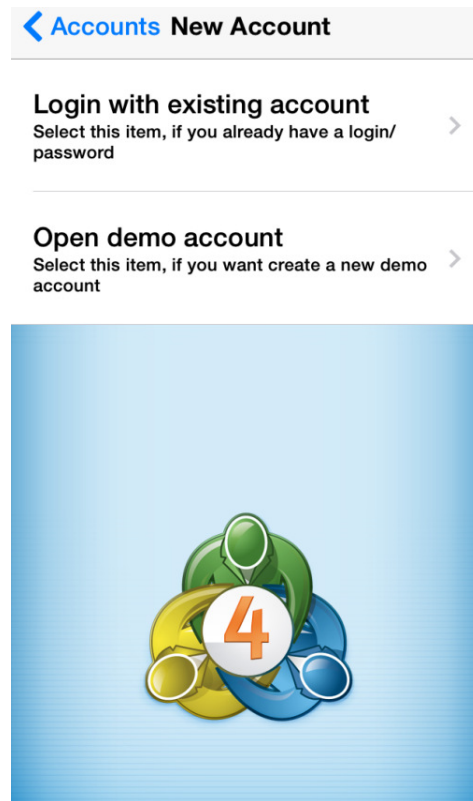 Accounts New Account
Login with existing account
Select this item, if you already have a login/
password
Open demo account
Select this item, if you want create a new demo
account
4